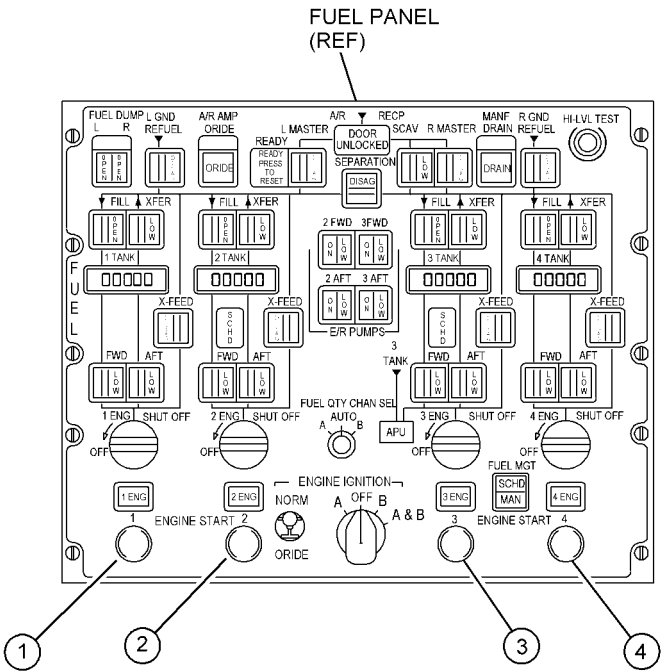 FUEL PANEL
(REF)
FUEL DUMP
L R
L GND
REFUEL
A/R AMP
ORIDE
READY
L MASTER
A/R RECP
SCAV
R MASTER
MANF
DRAIN
R GND
REFUEL
HI-LVL TEST
OPEN
OPEN
ORIDE
READY
PRESS
TO
RESET
DOOR
UNLOCKED
SEPARATION
DISAG
LOW
DRAIN
FILL XFER
FILL XFER
FILL XFER
FILL XFER
OPEN LOW
OPEN LOW
OPEN LOW
OPEN LOW
2 FWD 3FWD
ON LOW ON LOW
1 TANK
2 TANK
3 TANK
4 TANK
00000
00000
00000
00000
FUEL
2 AFT 3 AFT
ON LOW ON LOW
E/R PUMPS
X-FEED
X-FEED
X-FEED
X-FEED
SCHD
SCHD
3
TANK
FWD AFT
FWD AFT
FWD AFT
FWD AFT
LOW LOW
LOW LOW
LOW LOW
LOW LOW
FUEL QTY CHAN SEL
AUTO
A B
APU
1 ENG SHUT OFF
2 ENG SHUT OFF
3 ENG SHUT OFF
4 ENG SHUT OFF
OFF
OFF
OFF
OFF
FUEL MGT
SCHD
MAN
ENGINE IGNITION
NORM
ORIDE
A OFF B
A & B
1 ENG
2 ENG
3 ENG
4 ENG
1 ENGINE START 2
3 ENGINE START 4
1
2
3
4